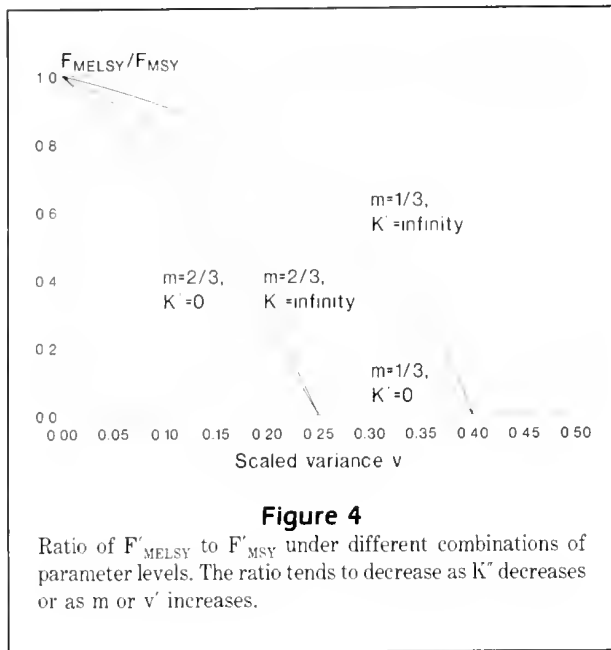 F_MELSY/F_MSY
1 0
0 8
0 6
0 4
0 2
0 0
m=1/3,
K'=infinity
m=2/3,
K'=0
m=2/3,
K =infinity
m=1/3,
K'=0
0 00 0.05 0 10 0.15 0 20 0.25 0 30 0.35 0 40 0 45 0 50
Scaled variance v
Figure 4
Ratio of F′MELSY to F′MSY under different combinations of
parameter levels. The ratio tends to decrease as K″ decreases
or as m or v′ increases.